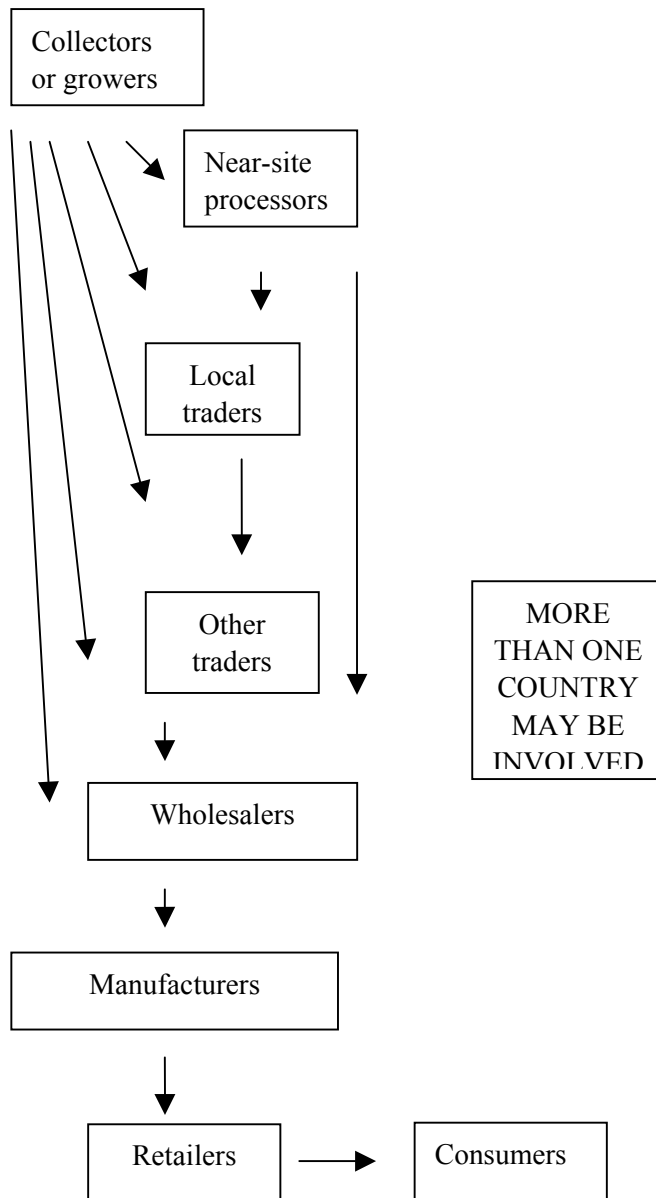 Collectors
or growers
Near-site
processors
Local
traders
Other
traders
MORE
THAN ONE
COUNTRY
MAY BE
INVOLVED
Wholesalers
Manufacturers
Retailers
Consumers